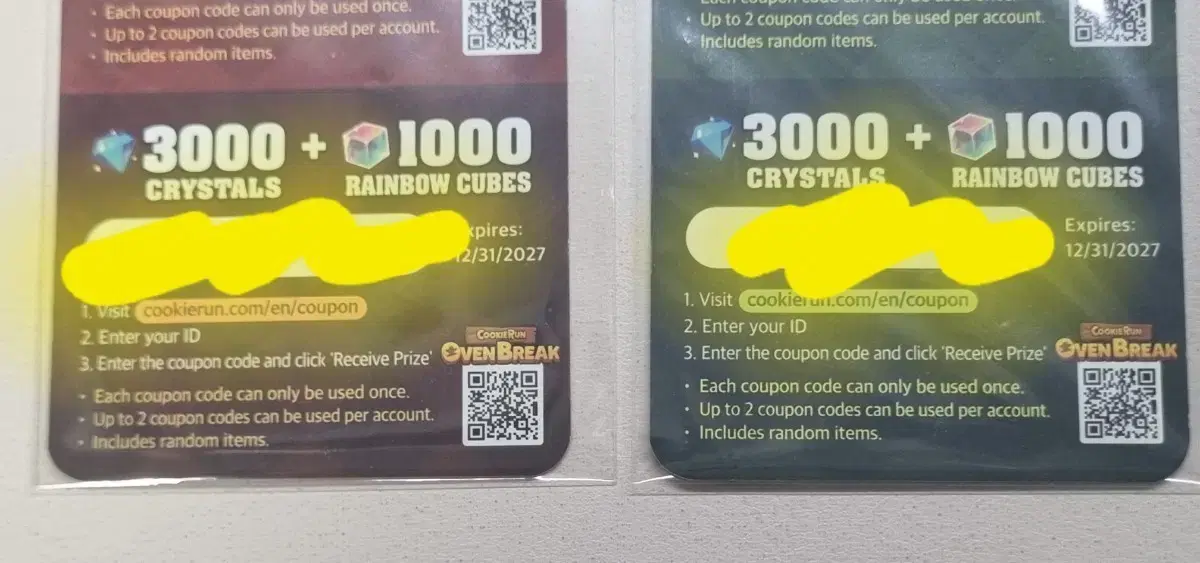 Each coupon code can only be used once.
Up to 2 coupon codes can be used per account.
Includes random items.
3000 + 1000
CRYSTALS RAINBOW CUBES
xpires:
12/31/2027
1. Visit cookierun.com/en/coupon
2. Enter your ID
3. Enter the coupon code and click 'Receive Prize'
COOKIERUN
OVENBREAK
Each coupon code can only be used once.
Up to 2 coupon codes can be used per account.
Includes random items.
Up to 2 coupon codes can be used per account.
Includes random items.
3000 + 1000
CRYSTALS RAINBOW CUBES
Expires:
12/31/2027
1. Visit cookierun.com/en/coupon
2. Enter your ID
3. Enter the coupon code and click 'Receive Prize'
COOKIERUN
OVENBREAK
Each coupon code can only be used once.
Up to 2 coupon codes can be used per account.
Includes random items.